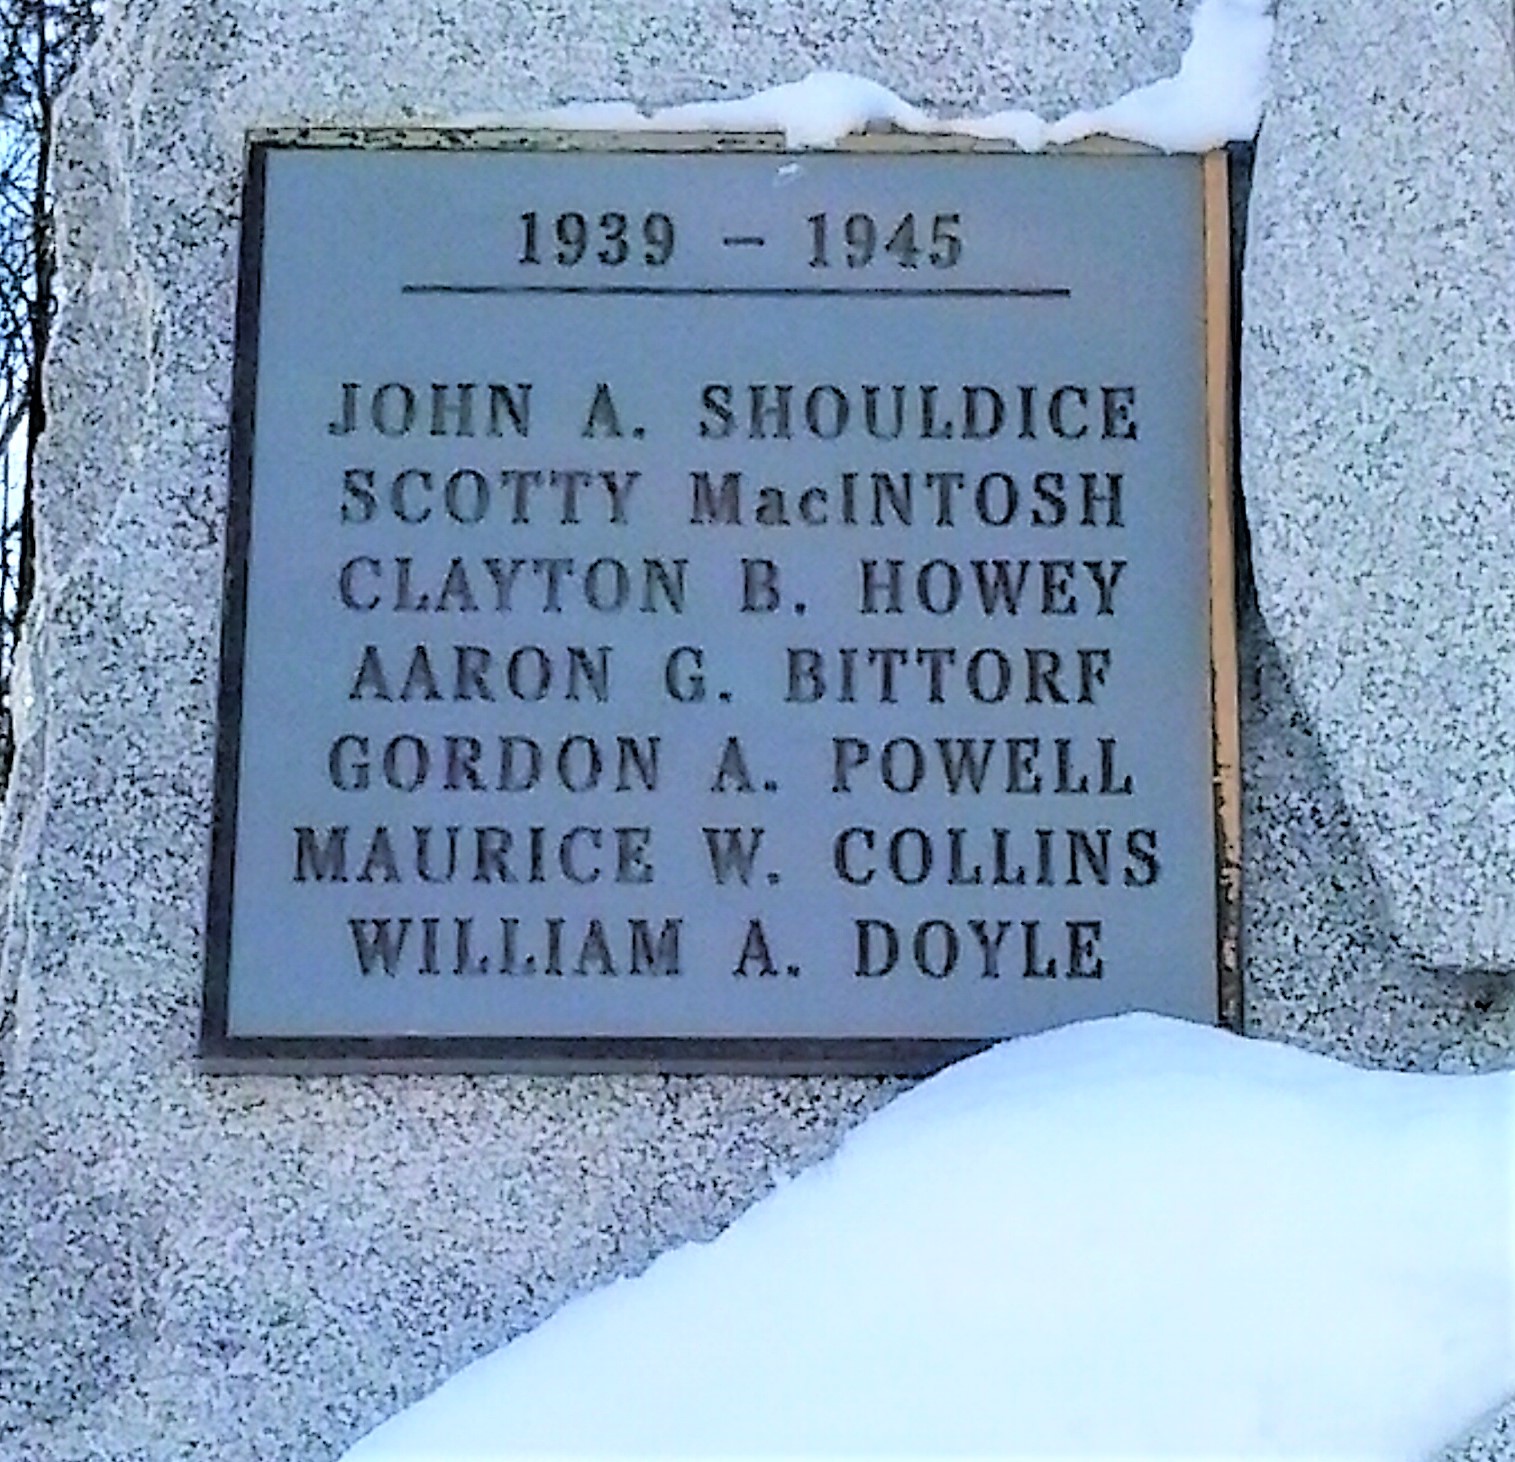 1939 – 1945
JOHN A. SHOULDICE
SCOTTY MacINTOSH
CLAYTON B. HOWEY
AARON G. BITTORF
GORDON A. POWELL
MAURICE W. COLLINS
WILLIAM A. DOYLE